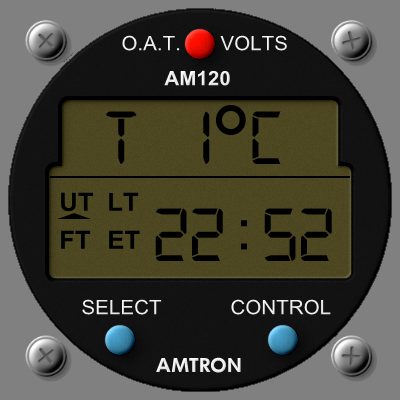 O.A.T. VOLTS
AM120
T 1°C
UT LT
FT ET 22:52
SELECT CONTROL
AMTRON